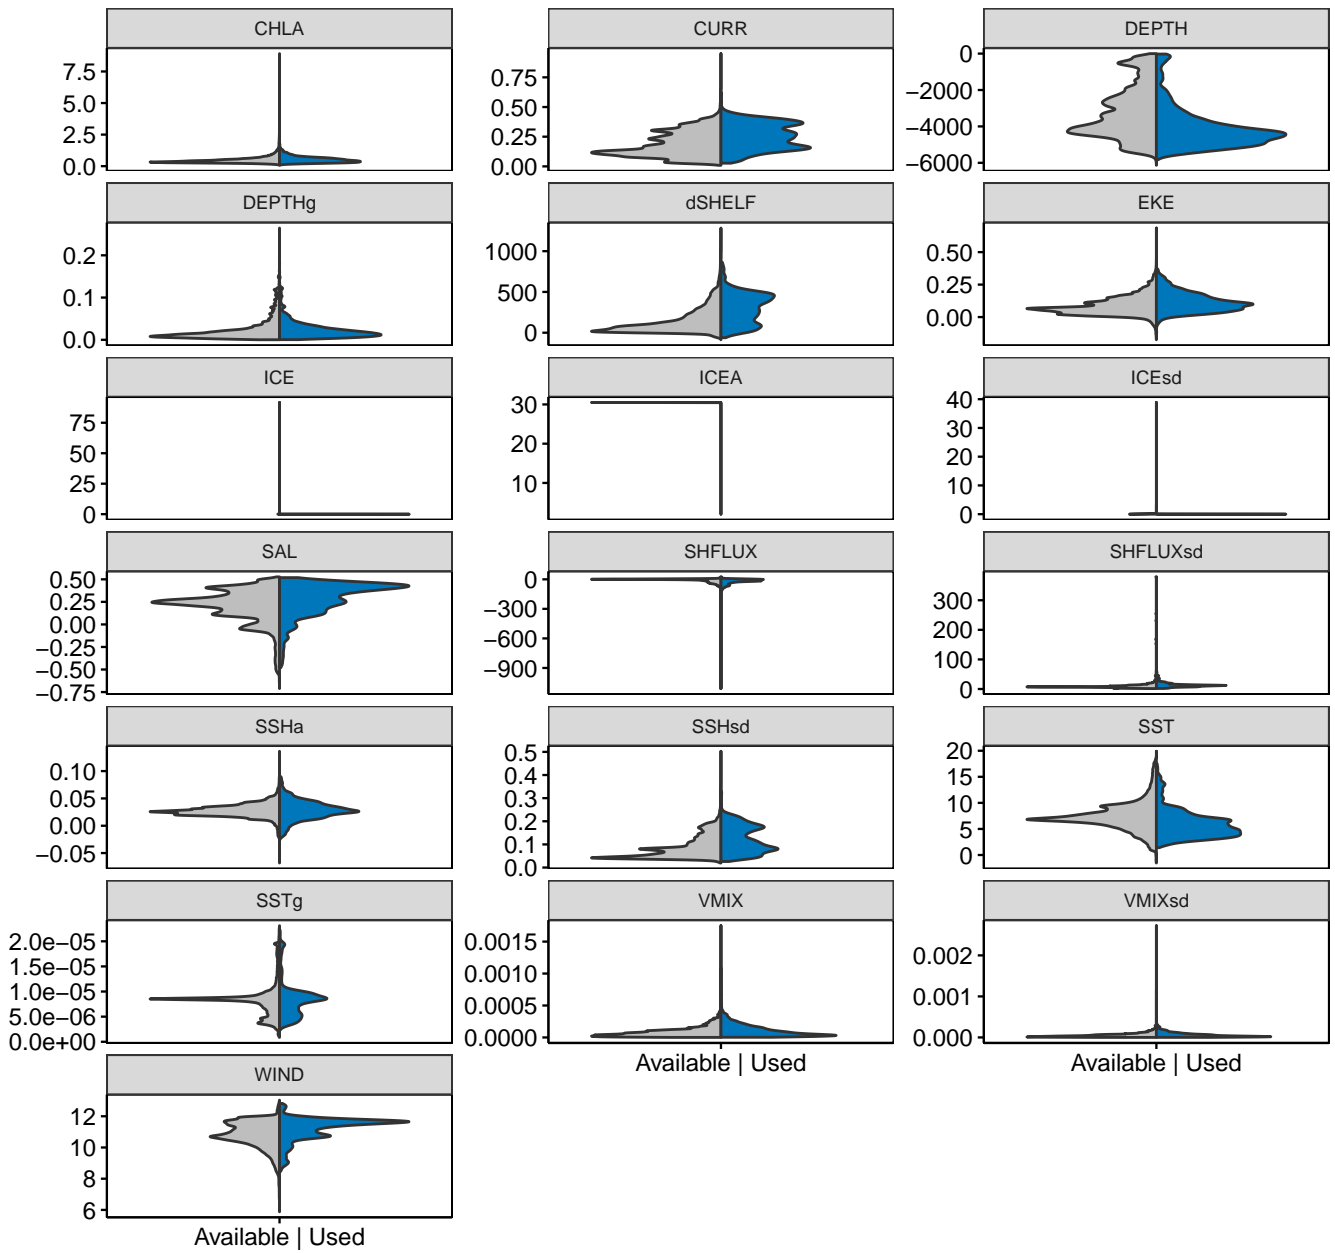 CHLA
7.5
5.0
2.5
0.0
CURR
0.75
0.50
0.25
0.00
DEPTH
0
−2000
−4000
−6000
DEPTHg
0.2
0.1
0.0
dSHELF
1000
500
0
EKE
0.50
0.25
0.00
ICE
75
50
25
0
ICEA
30
20
10
ICEsd
40
30
20
10
0
SAL
0.50
0.25
0.00
−0.25
−0.50
−0.75
SHFLUX
0
−300
−600
−900
SHFLUXsd
300
200
100
0
SSHa
0.10
0.05
0.00
−0.05
SSHsd
0.5
0.4
0.3
0.2
0.1
0.0
SST
20
15
10
5
0
SSTg
2.0e−05
1.5e−05
1.0e−05
5.0e−06
0.0e+00
VMIX
0.0015
0.0010
0.0005
0.0000
Available | Used
VMIXsd
0.002
0.001
0.000
Available | Used
WIND
12
10
8
6
Available | Used